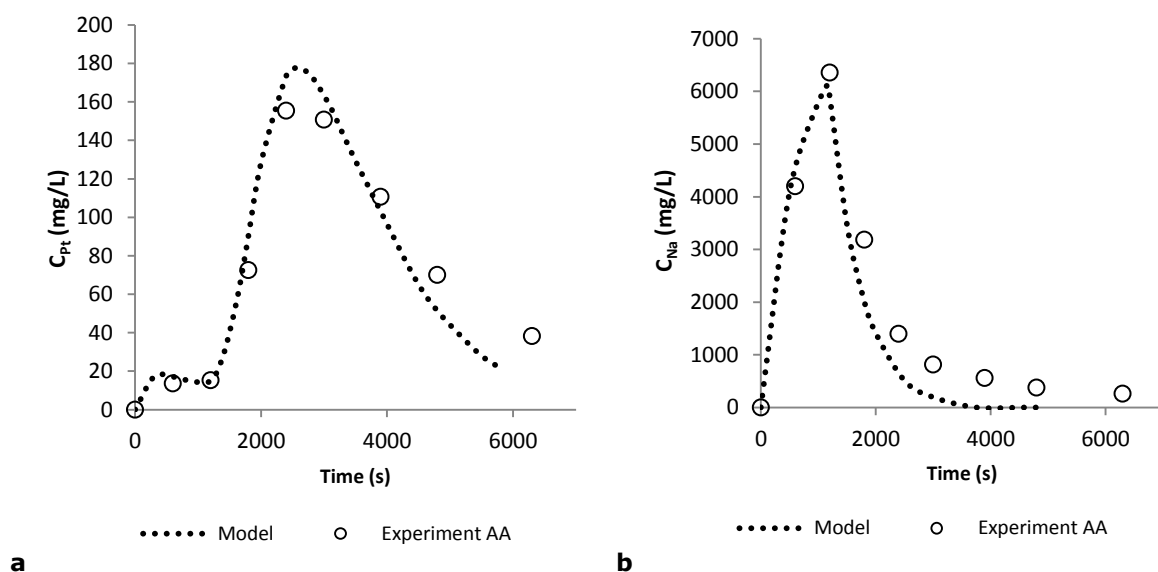 200
180
160
140
120
100
80
60
40
20
0
C_Pt (mg/L)
0 2000 4000 6000
Time (s)
Model Experiment AA
a
7000
6000
5000
4000
3000
2000
1000
0
C_Na (mg/L)
0 2000 4000 6000
Time (s)
Model Experiment AA
b